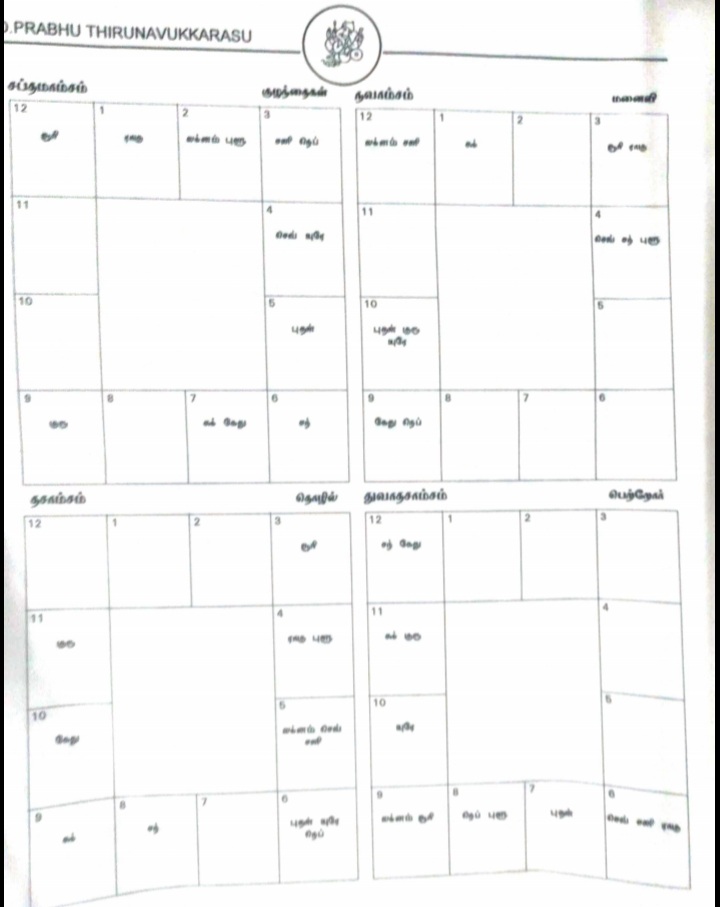 D.PRABHU THIRUNAVUKKARASU
சப்தமாம்சம் குழந்தைகள்
12 1 2 3
சூரி ராகு லக்னம் புளூ சனி நெப்
11 4
செவ் யுரே
10 5
புதன்
9 8 7 6
குரு சுக் கேது சந்
நவாம்சம் மனைவி
12 1 2 3
லக்னம் சனி சுக் சூரி ராகு
11 4
செவ் சந் புளூ
10 5
புதன் குரு
யுரே
9 8 7 6
கேது நெப்
தசாம்சம் தொழில்
12 1 2 3
சூரி
11 4
குரு ராகு புளூ
10 5
கேது லக்னம் செவ்
சனி
9 8 7 6
சுக் சந் புதன் யுரே
நெப்
துவாதசாம்சம் பெற்றோர்
12 1 2 3
சந் கேது
11 4
சுக் குரு
10 5
யுரே
9 8 7 6
லக்னம் சூரி நெப் புளூ புதன் செவ் சனி ராகு